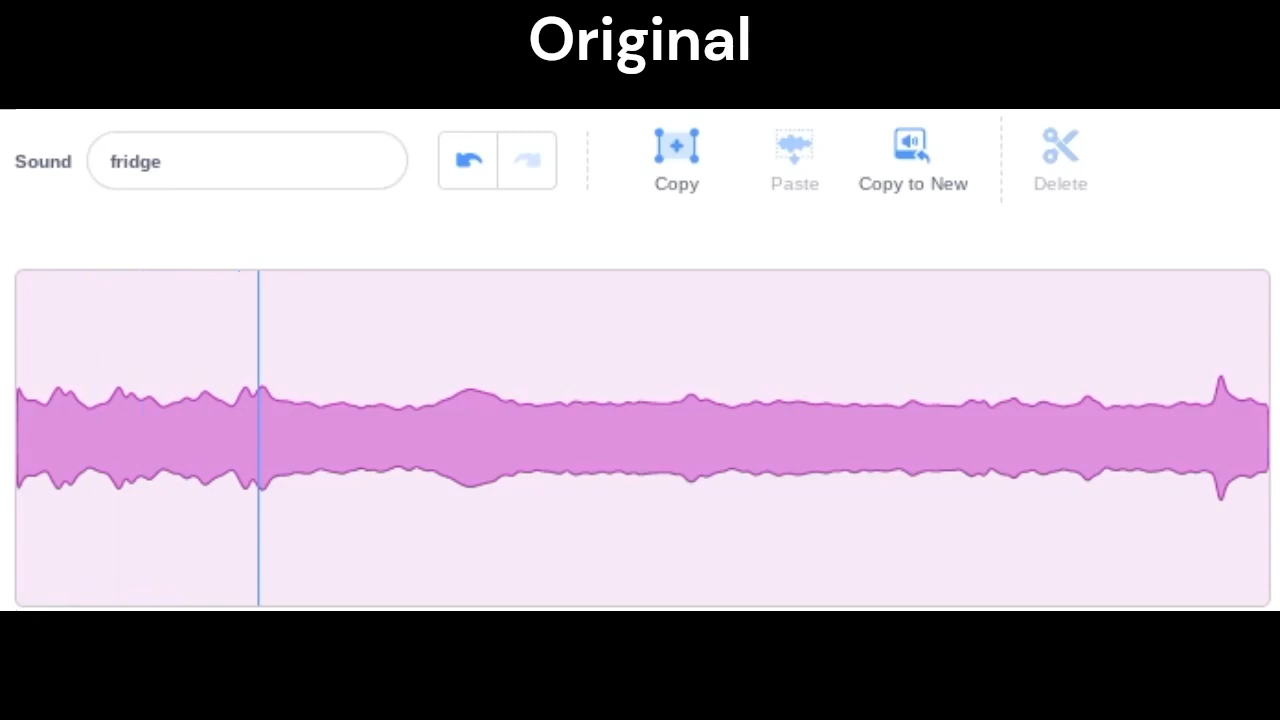 Original
Sound
fridge
Copy
Paste
Copy to New
Delete